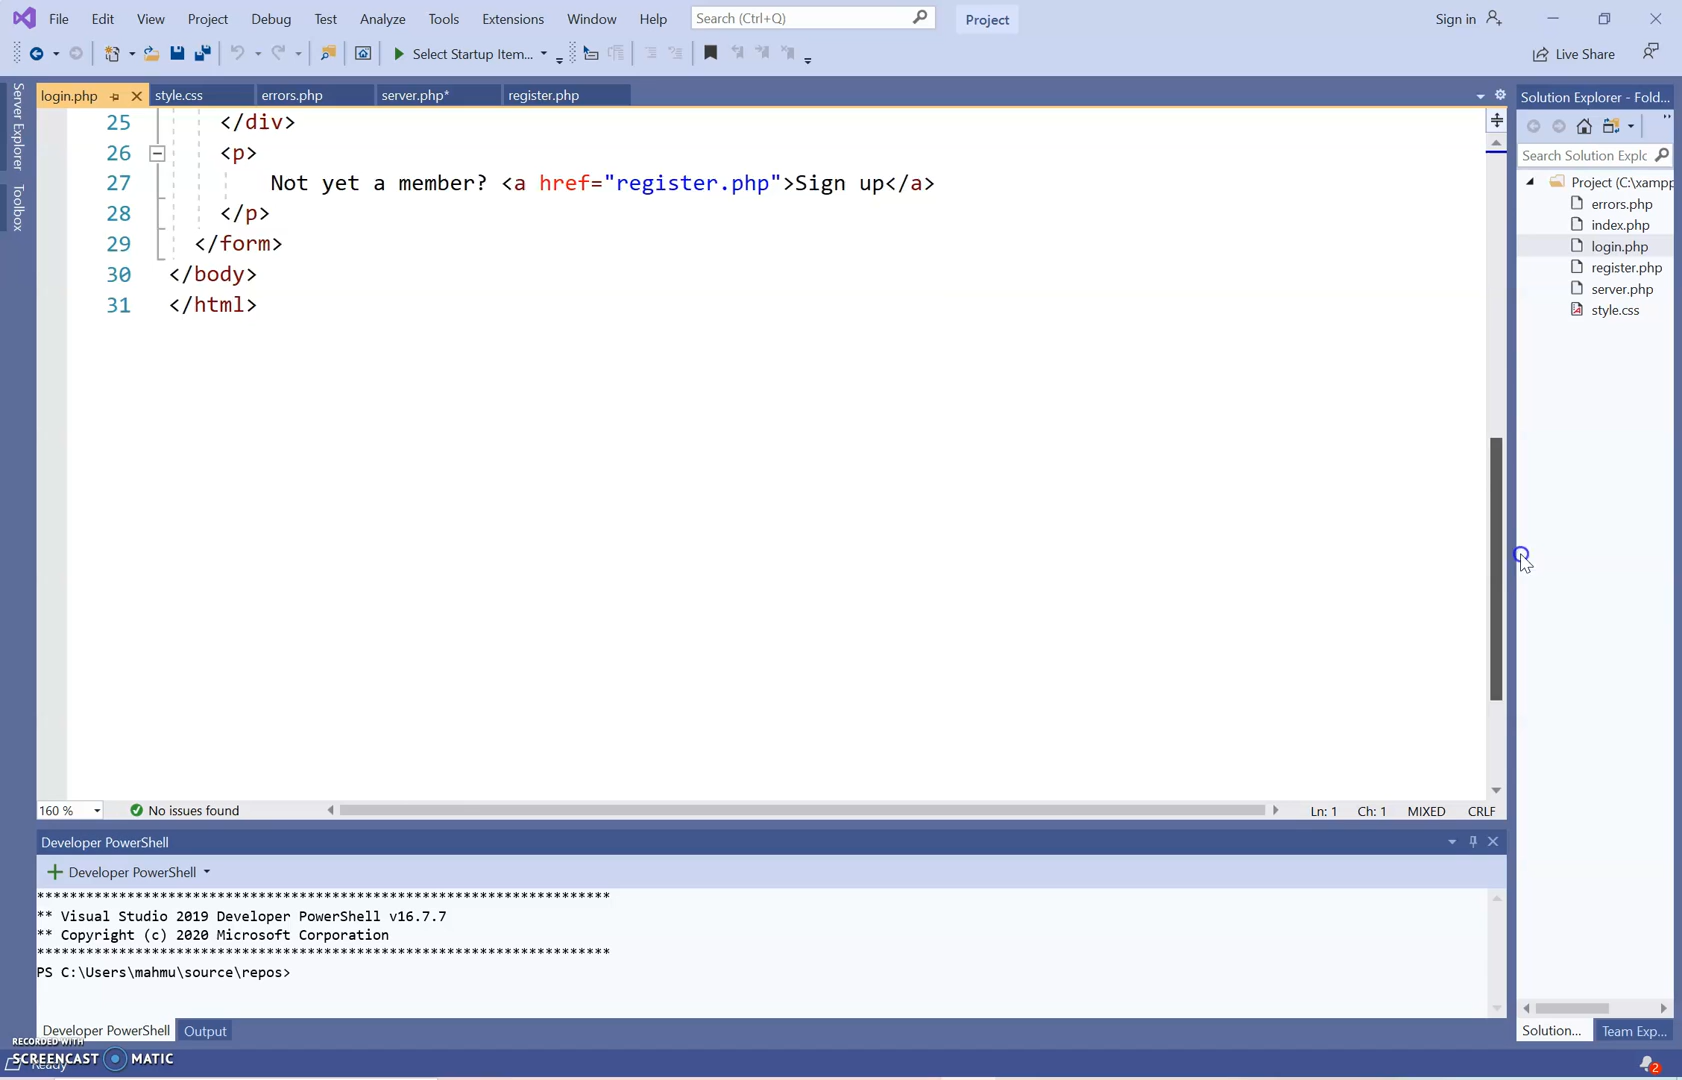 File Edit View Project Debug Test Analyze Tools Extensions Window Help Search (Ctrl+Q) Project Sign in
Select Startup Item... Live Share
login.php style.css errors.php server.php* register.php
Solution Explorer - Fold...
Server Explorer
Toolbox
Search Solution Explc
Project (C:\xampp
errors.php
index.php
login.php
register.php
server.php
style.css
25 </div>
26 <p>
27 Not yet a member? <a href="register.php">Sign up</a>
28 </p>
29 </form>
30 </body>
31 </html>
160 % No issues found Ln: 1 Ch: 1 MIXED CRLF
Developer PowerShell
Developer PowerShell
**************************************************************************
** Visual Studio 2019 Developer PowerShell v16.7.7
** Copyright (c) 2020 Microsoft Corporation
**************************************************************************
PS C:\Users\mahmu\source\repos>
Developer PowerShell Output
Solution... Team Exp...
RECORDED WITH
SCREENCAST MATIC
Ready
2